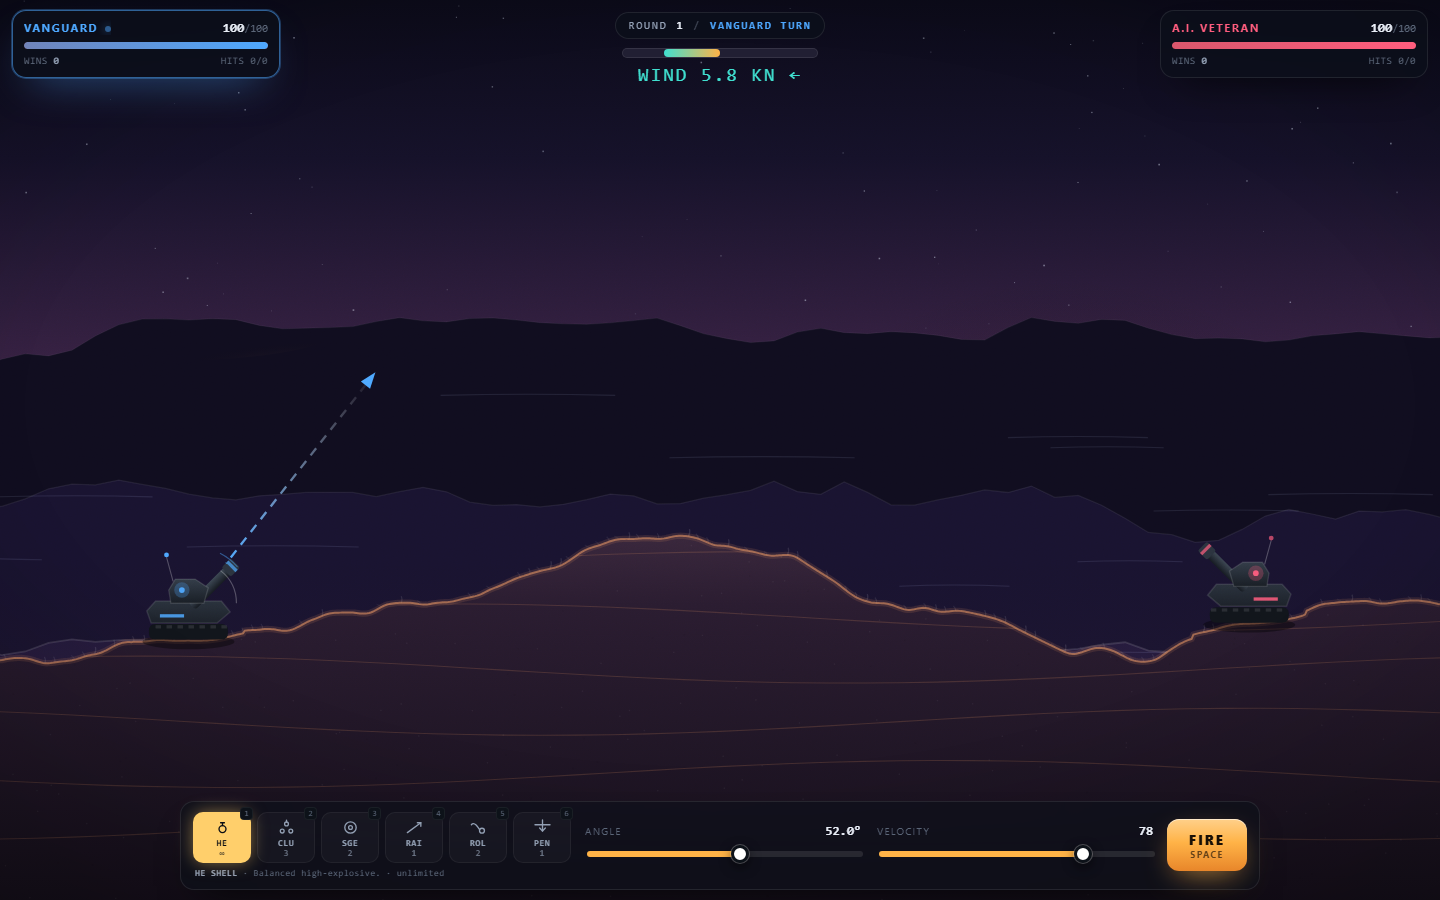 VANGUARD 100/100
WINS 0 HITS 0/0
ROUND 1 / VANGUARD TURN
WIND 5.8 KN ←
A.I. VETERAN 100/100
WINS 0 HITS 0/0
1 2 3 4 5 6
HE CLU SGE RAI ROL PEN
∞ 3 2 1 2 1
HE SHELL · Balanced high-explosive. · unlimited
ANGLE 52.0°
VELOCITY 78
FIRE
SPACE